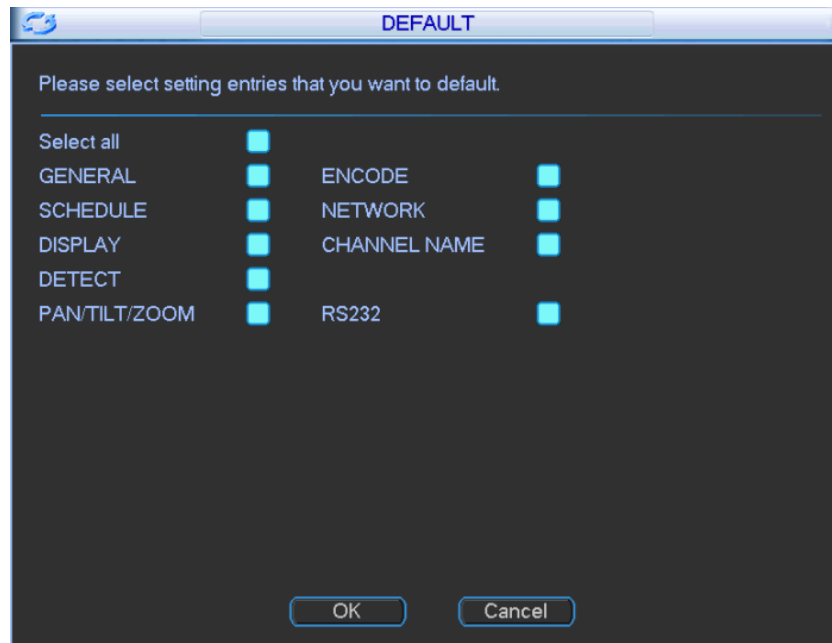 DEFAULT
Please select setting entries that you want to default.
Select all
GENERAL ENCODE
SCHEDULE NETWORK
DISPLAY CHANNEL NAME
DETECT
PAN/TILT/ZOOM RS232
OK Cancel